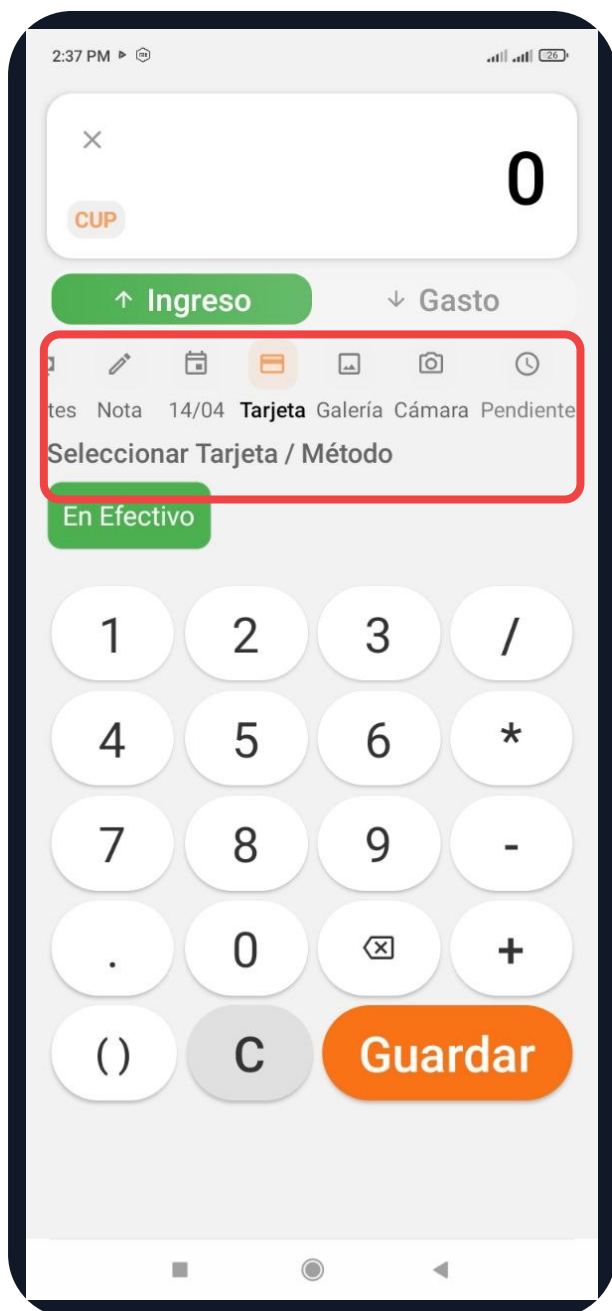 2:37 PM
26
0
CUP
Ingreso
Gasto
tes Nota 14/04 Tarjeta Galería Cámara Pendiente
Seleccionar Tarjeta / Método
En Efectivo
1 2 3 /
4 5 6 *
7 8 9 -
. 0 +
( ) C Guardar